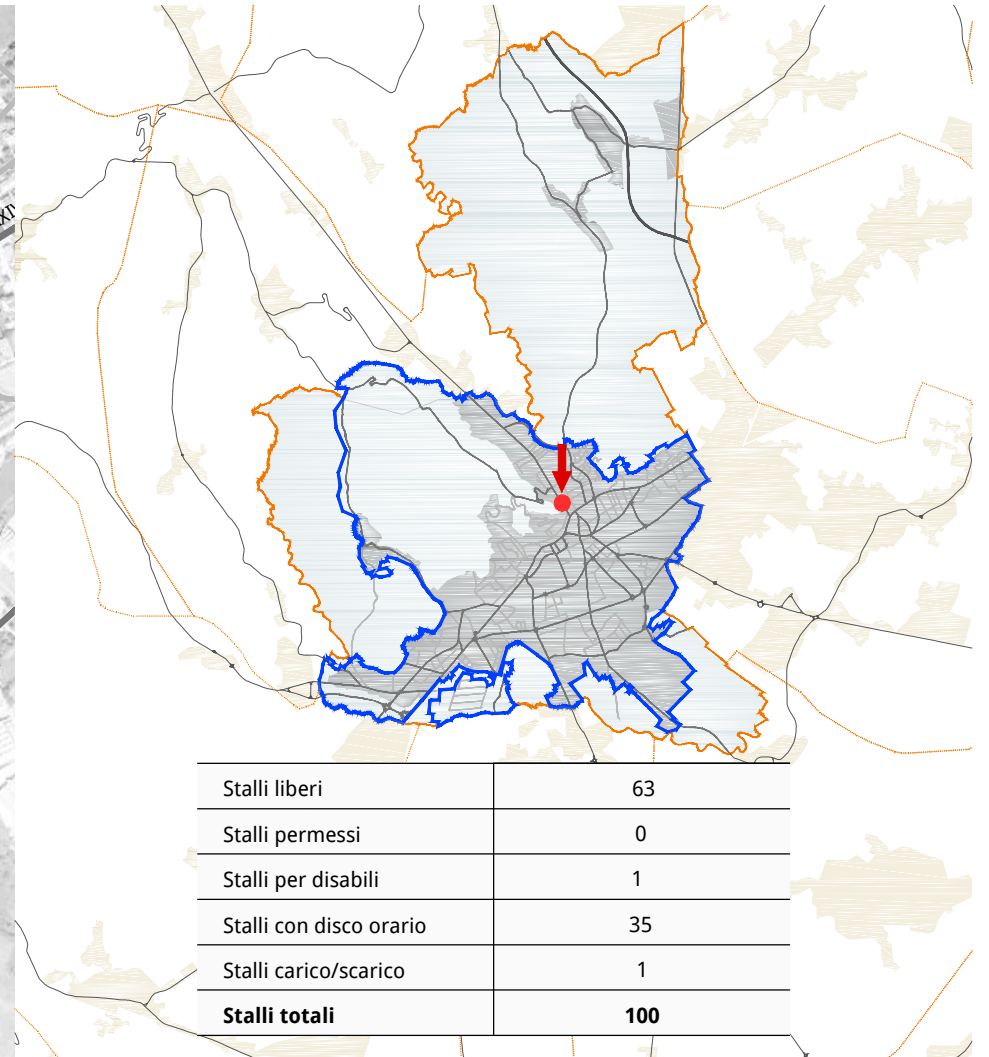 Stalli liberi 63
Stalli permessi 0
Stalli per disabili 1
Stalli con disco orario 35
Stalli carico/scarico 1
Stalli totali 100